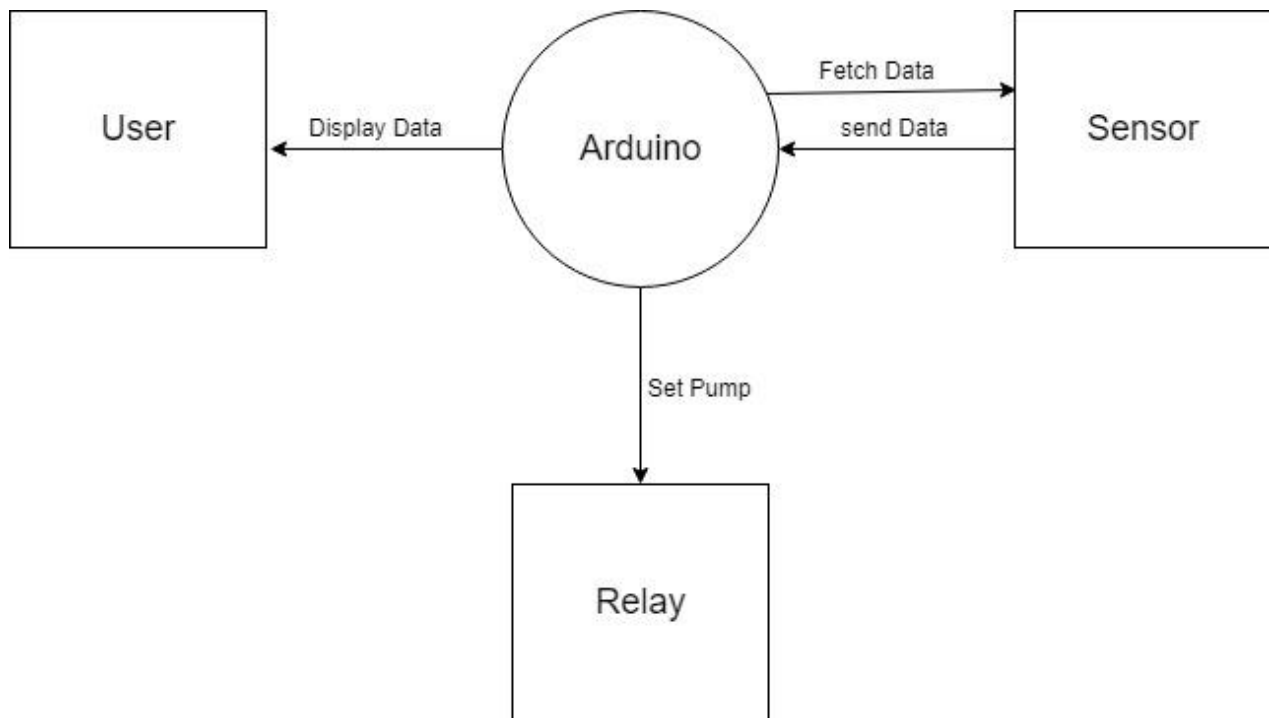 Fetch Data
User
Display Data
Arduino
send Data
Sensor
Set Pump
Relay